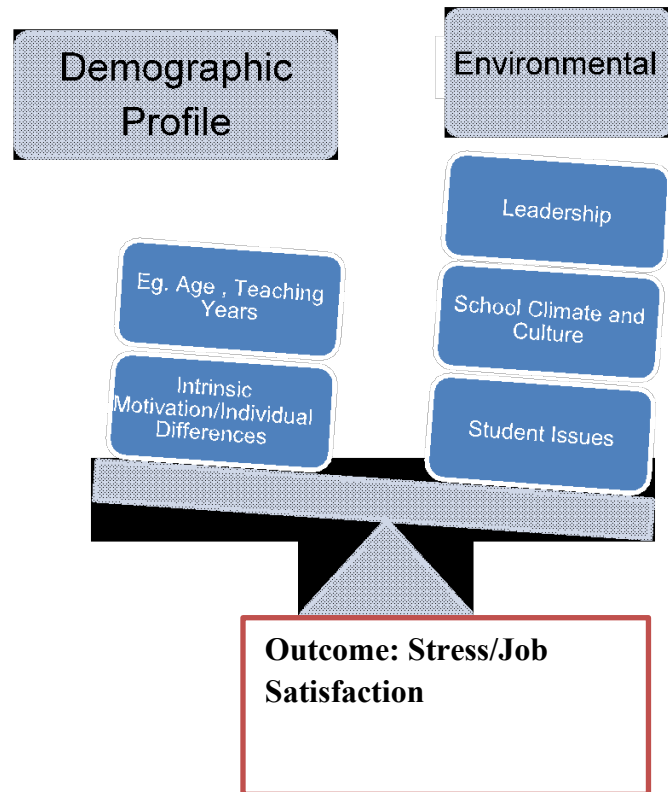 Demographic
Profile
Environmental
Leadership
Eg. Age , Teaching
Years
School Climate and
Culture
Intrinsic
Motivation/Individual
Differences
Student Issues
Outcome: Stress/Job
Satisfaction